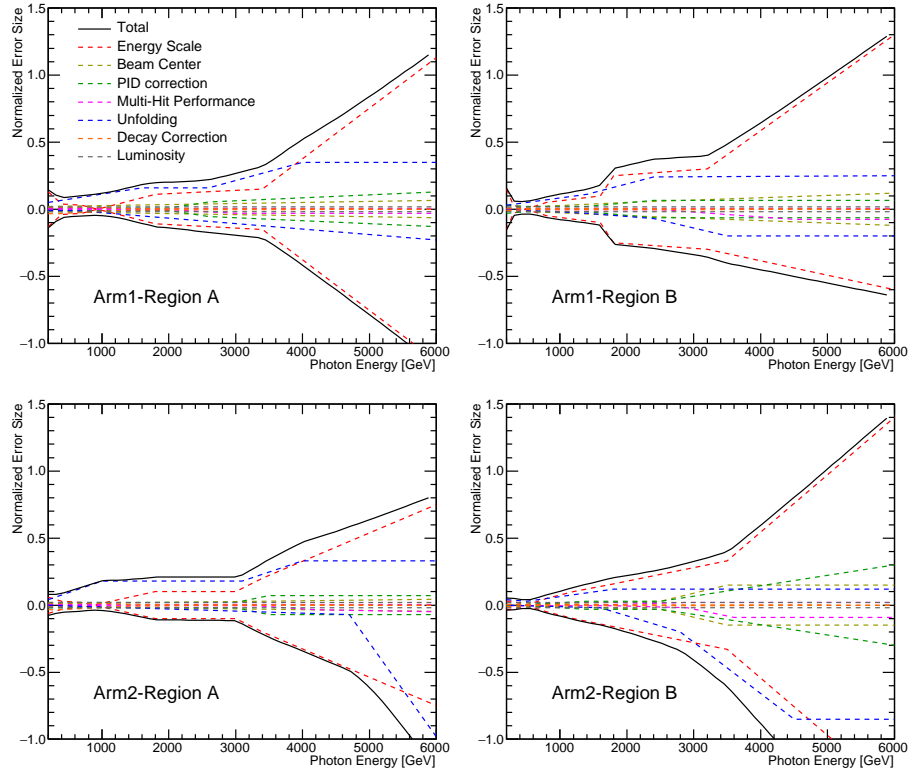 Normalized Error Size
1.5
1.0
0.5
0.0
−0.5
−1.0
Total
Energy Scale
Beam Center
PID correction
Multi-Hit Performance
Unfolding
Decay Correction
Luminosity
Arm1-Region A
1000 2000 3000 4000 5000 6000
Photon Energy [GeV]
Normalized Error Size
1.5
1.0
0.5
0.0
−0.5
−1.0
Arm1-Region B
1000 2000 3000 4000 5000 6000
Photon Energy [GeV]
Normalized Error Size
1.5
1.0
0.5
0.0
−0.5
−1.0
Arm2-Region A
1000 2000 3000 4000 5000 6000
Photon Energy [GeV]
Normalized Error Size
1.5
1.0
0.5
0.0
−0.5
−1.0
Arm2-Region B
1000 2000 3000 4000 5000 6000
Photon Energy [GeV]